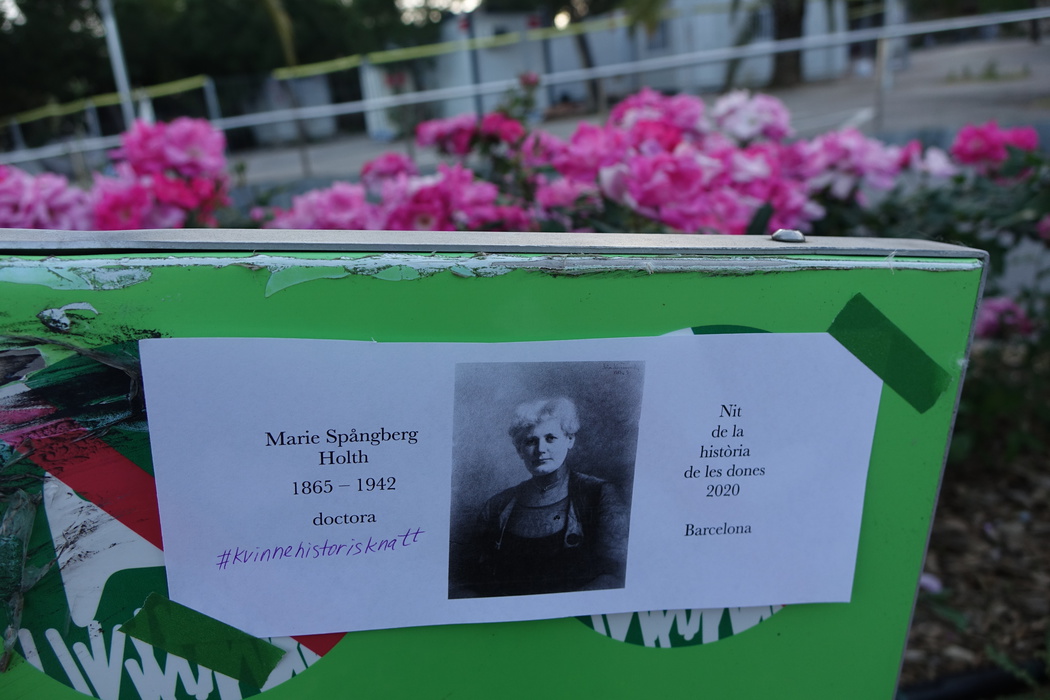 Marie Spångberg
Holth
1865 – 1942
doctora
#kvinnehistorisknatt
Nit
de la
història
de les dones
2020
Barcelona